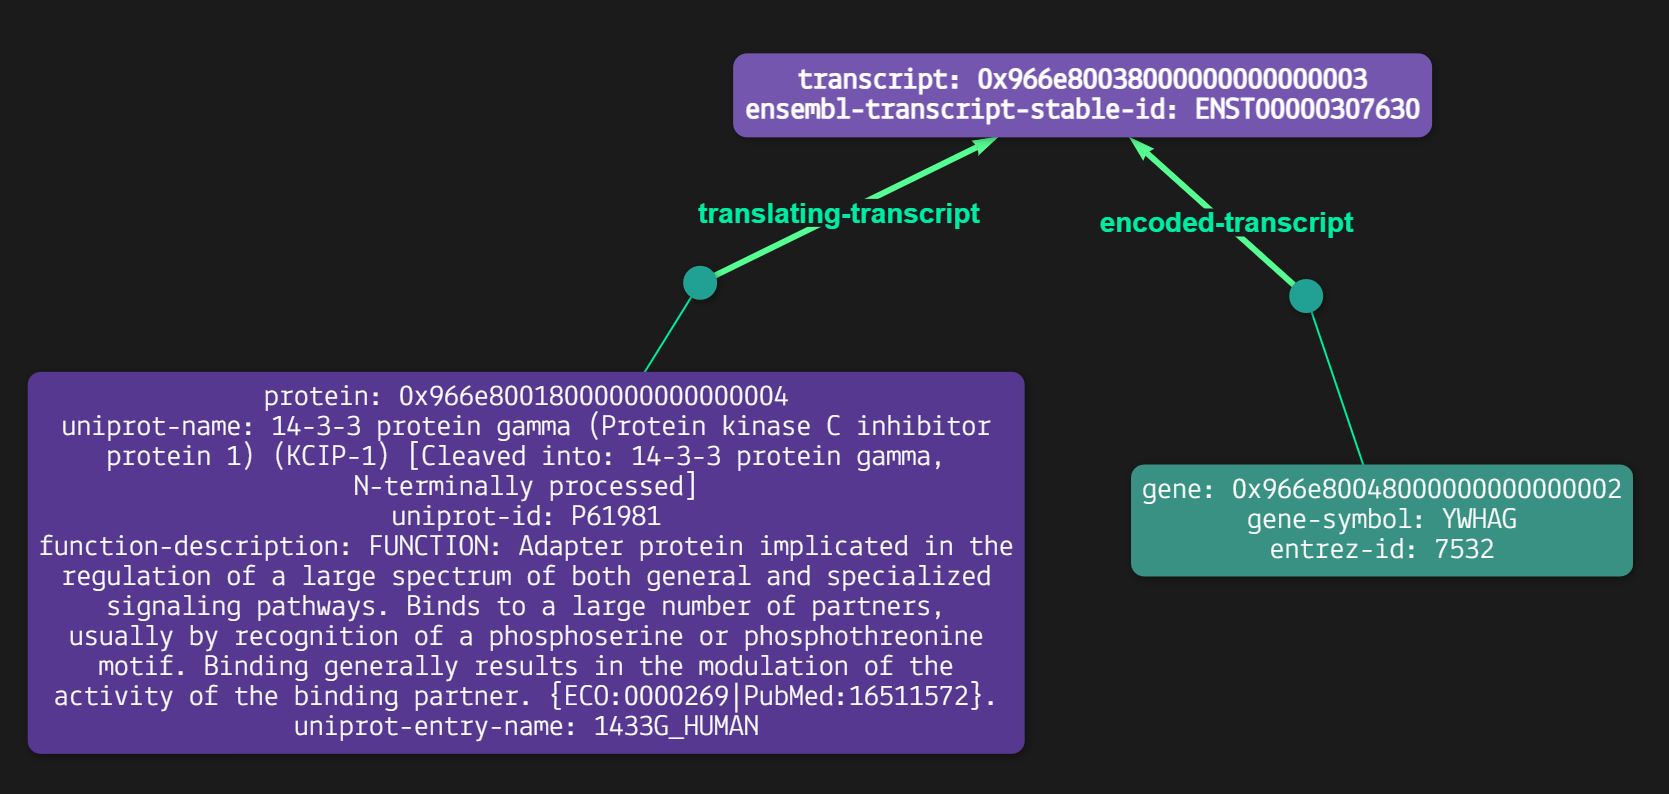 transcript: 0x966e80038000000000000003
ensembl-transcript-stable-id: ENST00000307630
translating-transcript
encoded-transcript
protein: 0x966e80018000000000000004
uniprot-name: 14-3-3 protein gamma (Protein kinase C inhibitor
protein 1) (KCIP-1) [Cleaved into: 14-3-3 protein gamma,
N-terminally processed]
uniprot-id: P61981
function-description: FUNCTION: Adapter protein implicated in the
regulation of a large spectrum of both general and specialized
signaling pathways. Binds to a large number of partners,
usually by recognition of a phosphoserine or phosphothreonine
motif. Binding generally results in the modulation of the
activity of the binding partner. {ECO:0000269|PubMed:16511572}.
uniprot-entry-name: 1433G_HUMAN
gene: 0x966e80048000000000000002
gene-symbol: YWHAG
entrez-id: 7532